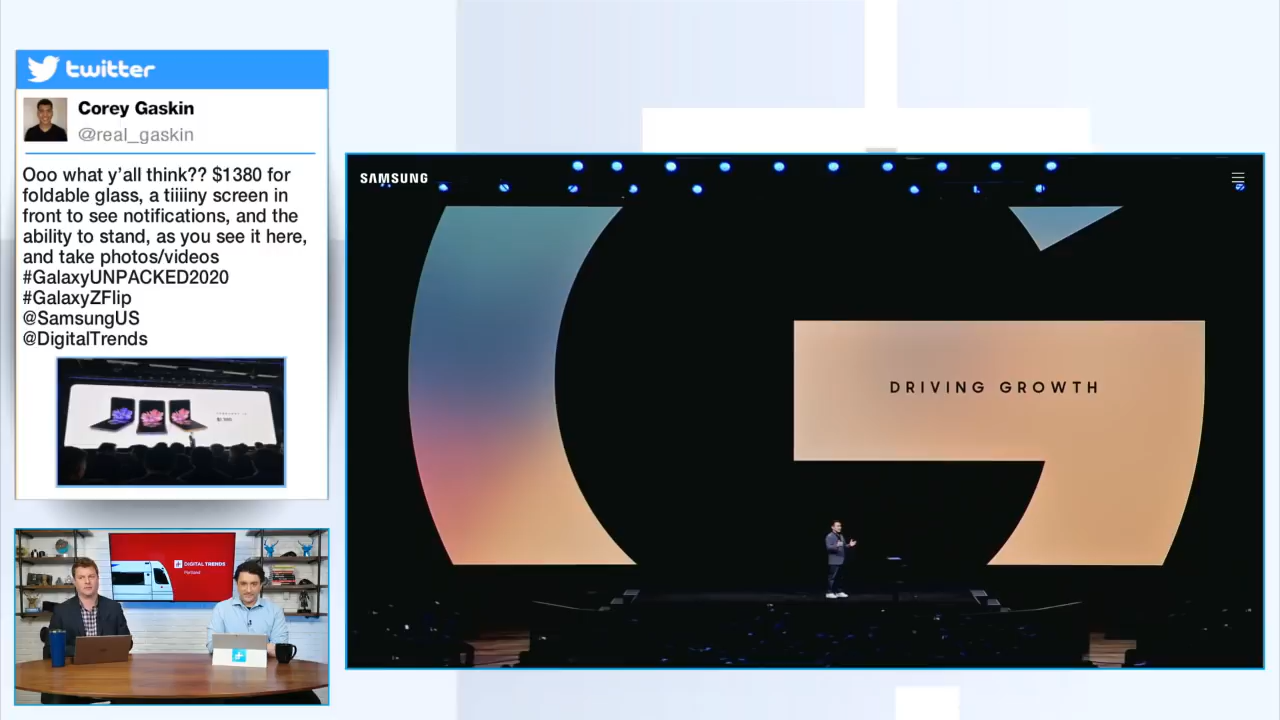 twitter
Corey Gaskin
@real_gaskin
Ooo what y'all think?? $1380 for
foldable glass, a tiiiiny screen in
front to see notifications, and the
ability to stand, as you see it here,
and take photos/videos
#GalaxyUNPACKED2020
#GalaxyZFlip
@SamsungUS
@DigitalTrends
SAMSUNG
DRIVING GROWTH
DIGITAL TRENDS
Portland